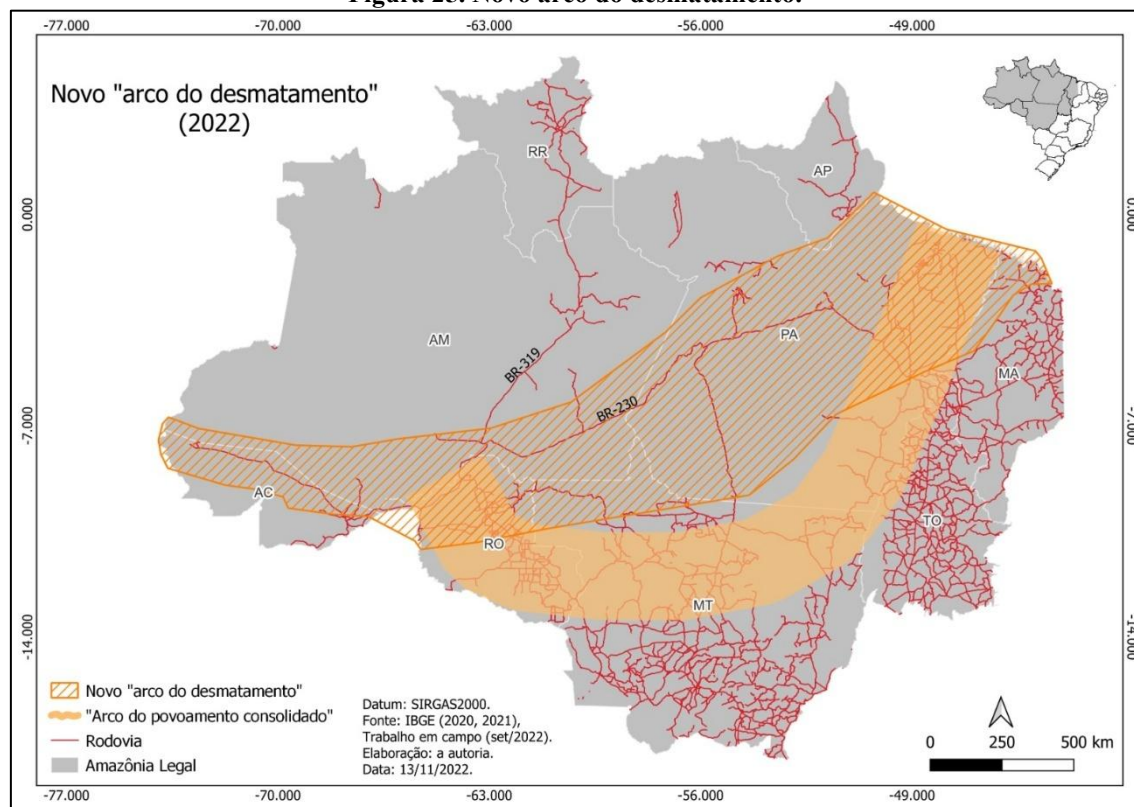 Figura 23. Novo arco do desmatamento.
-77.000 -70.000 -63.000 -56.000 -49.000
Novo "arco do desmatamento"
(2022)
RR
AP
0.000 0.000
AM
PA
BR-319
BR-230
MA
-7.000 -7.000
AC
RO
TO
MT
-14.000 -14.000
Novo "arco do desmatamento"
"Arco do povoamento consolidado"
Rodovia
Amazônia Legal
Datum: SIRGAS2000.
Fonte: IBGE (2020, 2021),
Trabalho em campo (set/2022).
Elaboração: a autoria.
Data: 13/11/2022.
0 250 500 km
-77.000 -70.000 -63.000 -56.000 -49.000